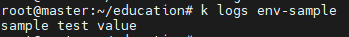 root@master:~/education# k logs env-sample
sample test value